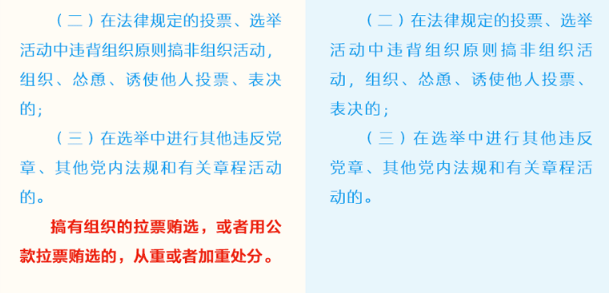 （二）在法律规定的投票、选举
活动中违背组织原则搞非组织活动，
组织、怂恿、诱使他人投票、表决
的；
（三）在选举中进行其他违反党
章、其他党内法规和有关章程活动
的。
搞有组织的拉票贿选，或者用公
款拉票贿选的，从重或者加重处分。
（二）在法律规定的投票、选举
活动中违背组织原则搞非组织活
动，组织、怂恿、诱使他人投票、
表决的；
（三）在选举中进行其他违反
党章、其他党内法规和有关章程活
动的。